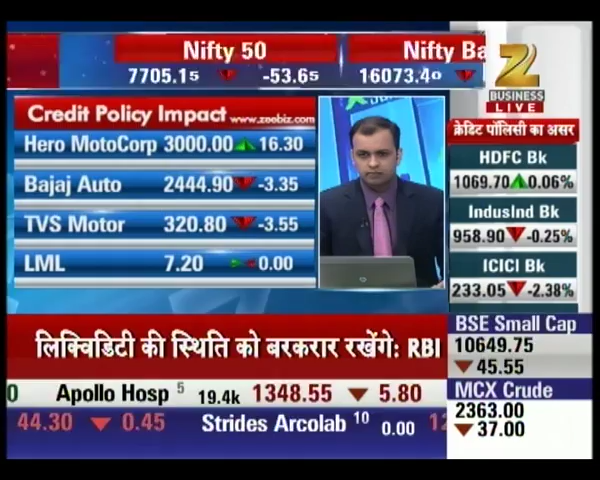 Nifty 50
7705.15 -53.65
Nifty Ba
16073.40
Z
BUSINESS
LIVE
Credit Policy Impact www.zeebiz.com
Hero MotoCorp 3000.00 16.30
Bajaj Auto 2444.90 -3.35
TVS Motor 320.80 -3.55
LML 7.20 0.00
क्रेडिट पॉलिसी का असर
HDFC Bk
1069.70 0.06%
IndusInd Bk
958.90 -0.25%
ICICI Bk
233.05 -2.38%
BSE Small Cap
10649.75
45.55
MCX Crude
2363.00
37.00
लिक्विडिटी की स्थिति को बरकरार रखेंगे: RBI
0 Apollo Hosp 5 19.4k 1348.55 5.80
44.30 0.45 Strides Arcolab 10 0.00 12